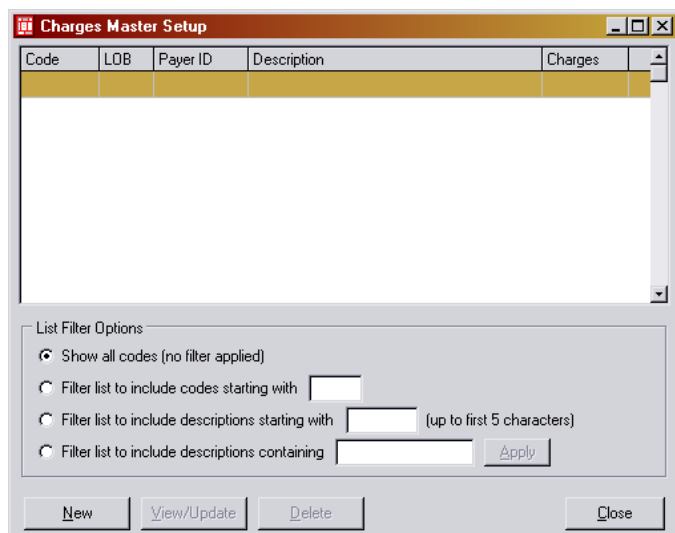 Charges Master Setup
Code LOB Payer ID Description Charges
List Filter Options
Show all codes (no filter applied)
Filter list to include codes starting with
Filter list to include descriptions starting with (up to first 5 characters)
Filter list to include descriptions containing Apply
New View/Update Delete Close